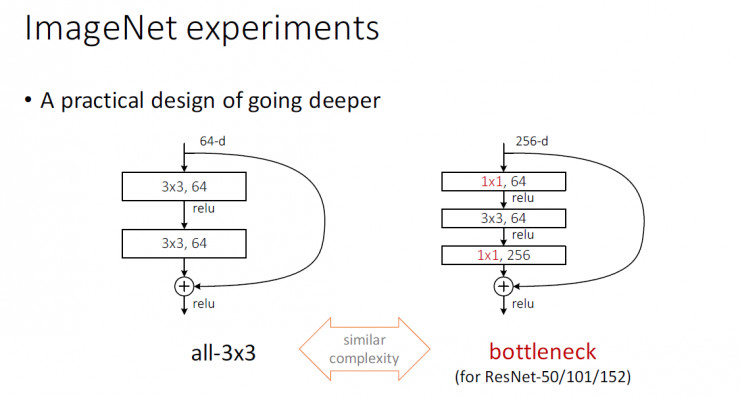 ImageNet experiments
• A practical design of going deeper
64-d
3x3, 64
relu
3x3, 64
relu
all-3x3
similar
complexity
256-d
1x1, 64
relu
3x3, 64
relu
1x1, 256
relu
bottleneck
(for ResNet-50/101/152)